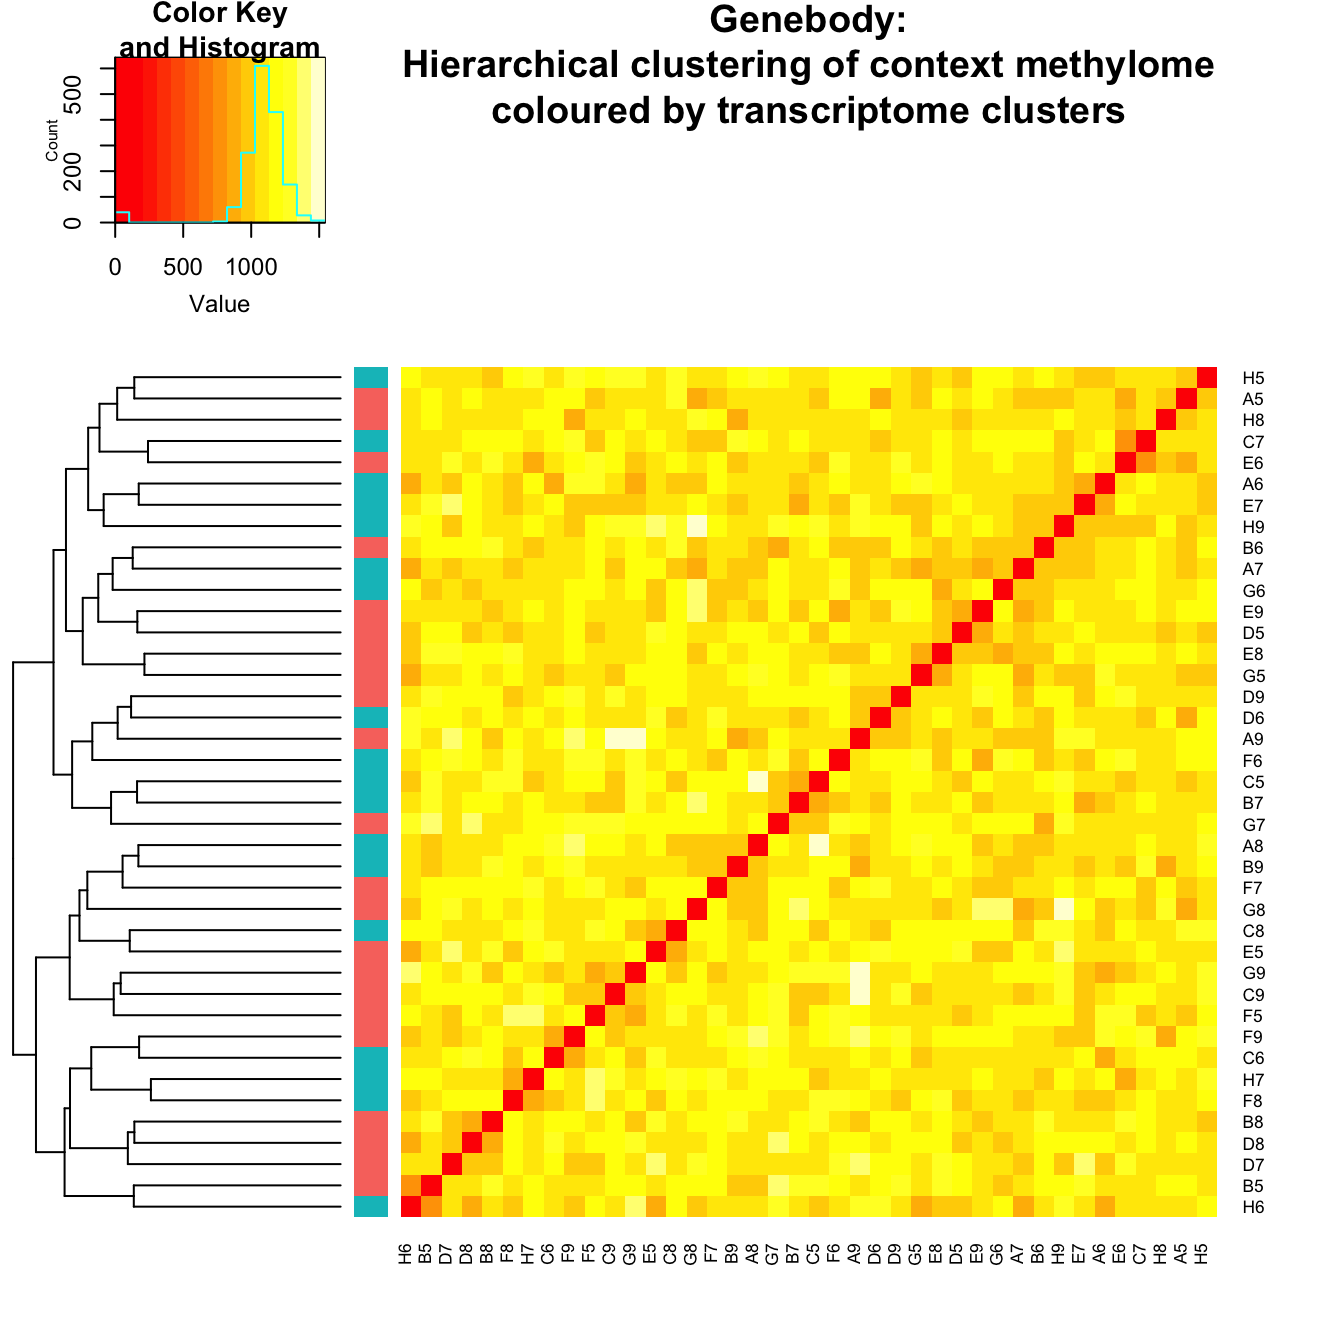 Color Key
and Histogram
Genebody:
Hierarchical clustering of context methylome
coloured by transcriptome clusters
Count
0 200 500
0 500 1000
Value
H5
A5
H8
C7
E6
A6
E7
H9
B6
A7
G6
E9
D5
E8
G5
D9
D6
A9
F6
C5
B7
G7
A8
B9
F7
G8
C8
E5
G9
C9
F5
F9
C6
H7
F8
B8
D8
D7
B5
H6
H6 B5 D7 D8 B8 F8 H7 C6 F9 F5 C9 G9 E5 C8 G8 F7 B9 A8 G7 B7 C5 F6 A9 D6 D9 G5 E8 D5 E9 G6 A7 B6 H9 E7 A6 E6 C7 H8 A5 H5